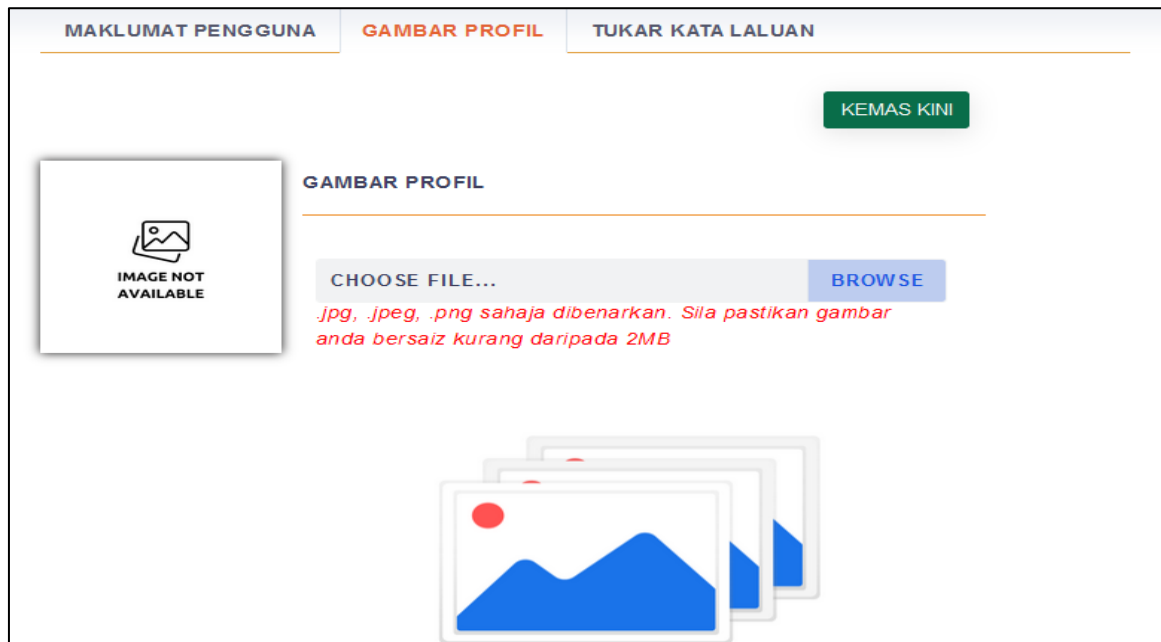 MAKLUMAT PENGGUNA
GAMBAR PROFIL
TUKAR KATA LALUAN
KEMAS KINI
IMAGE NOT
AVAILABLE
GAMBAR PROFIL
CHOOSE FILE...
BROWSE
.jpg, .jpeg, .png sahaja dibenarkan. Sila pastikan gambar
anda bersaiz kurang daripada 2MB